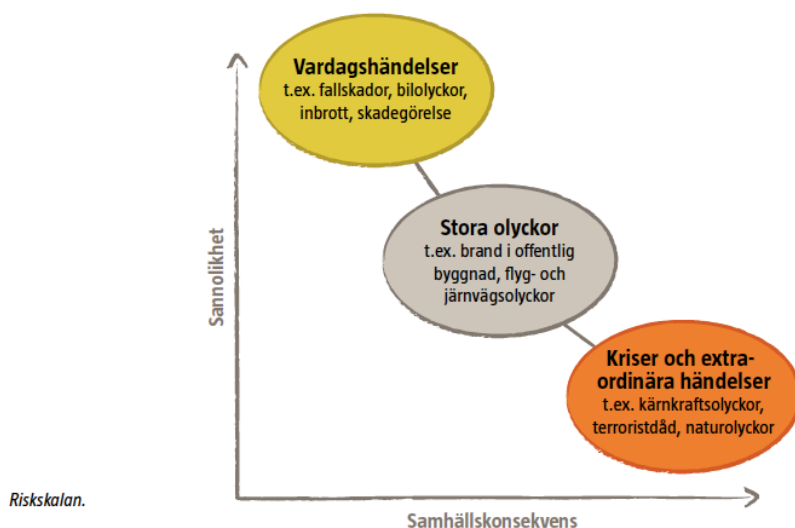 Vardagshändelser
t.ex. fallskador, bilolyckor,
inbrott, skadegörelse
Sannolikhet
Stora olyckor
t.ex. brand i offentlig
byggnad, flyg- och
järnvägsolyckor
Kriser och extra-
ordinära händelser
t.ex. kärnkraftsolyckor,
terroristdåd, naturolyckor
Riskskalan.
Samhällskonsekvens